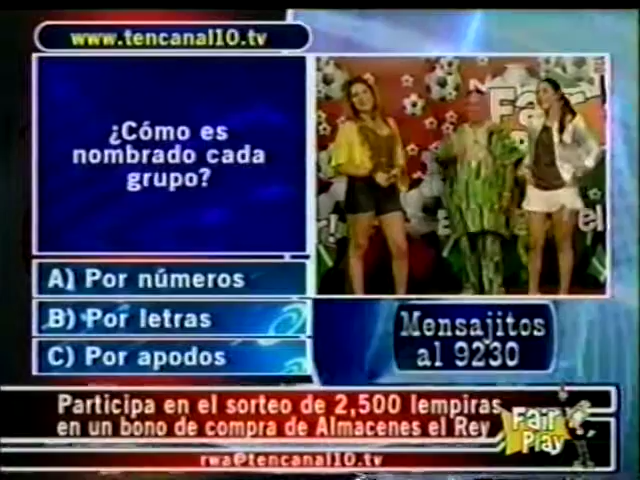 www.tencanal10.tv
¿Cómo es
nombrado cada
grupo?
A) Por números
B) Por letras
C) Por apodos
Fair
Mensajitos
al 9230
Participa en el sorteo de 2,500 lempiras
en un bono de compra de Almacenes el Rey
Fair
Play
rwa@tencanal10.tv